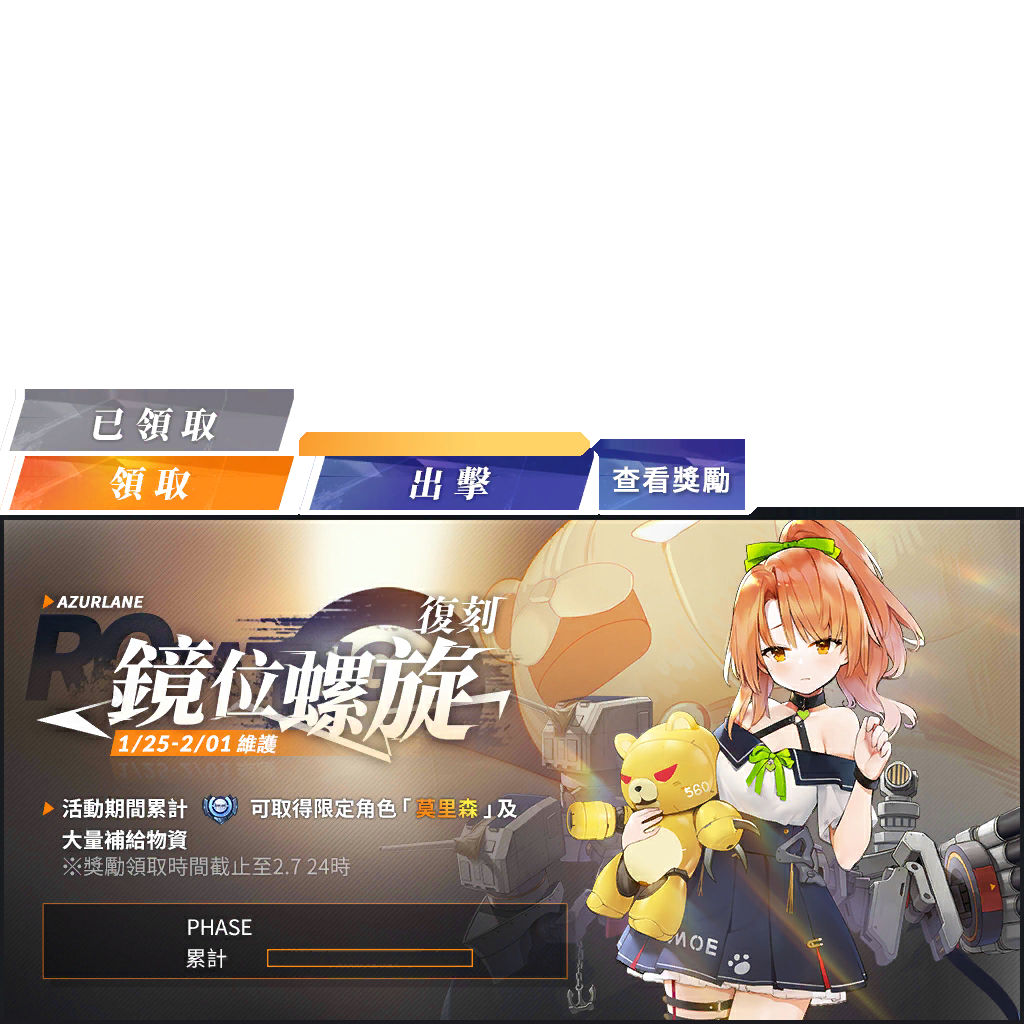 已領取
領取
出擊
查看獎勵
AZURLANE
復刻
鏡位螺旋
1/25-2/01 維護
活動期間累計 可取得限定角色「莫里森」及
大量補給物資
※獎勵領取時間截止至2.7 24時
PHASE
累計
560
MOE